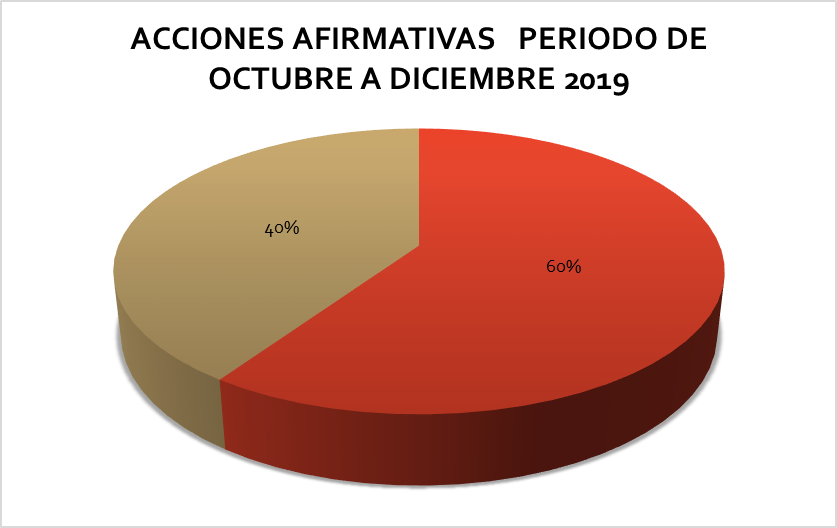 ACCIONES AFIRMATIVAS   PERIODO DE
OCTUBRE A DICIEMBRE 2019
40%
60%